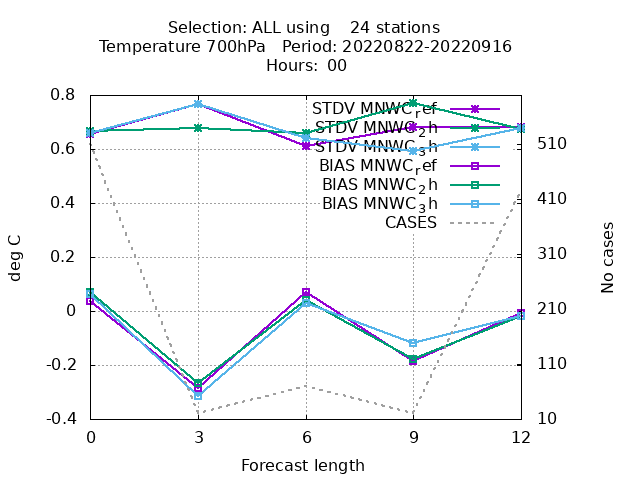 Selection: ALL using    24 stations
Temperature 700hPa   Period: 20220822-20220916
Hours: 00
0.8
0.6
0.4
0.2
0
-0.2
-0.4
deg C
STDV MNWC_ref
STDV MNWC_2h
STDV MNWC_3h
BIAS MNWC_ref
BIAS MNWC_2h
BIAS MNWC_3h
CASES
510
410
310
210
110
10
No cases
0 3 6 9 12
Forecast length